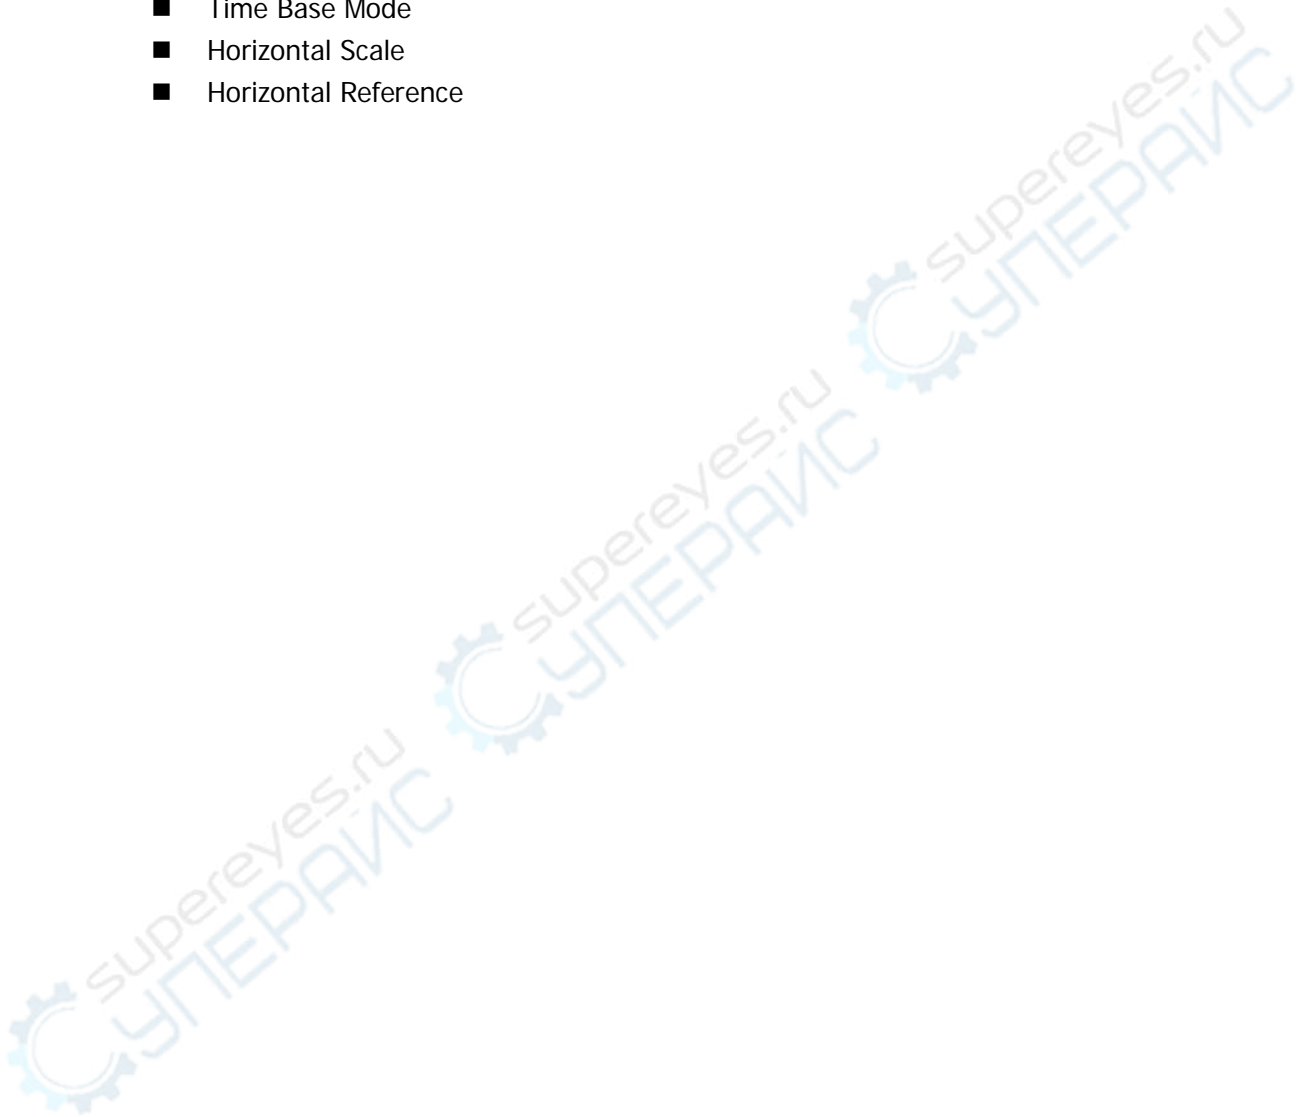 ■ Time Base Mode
■ Horizontal Scale
■ Horizontal Reference
supereyes.ru
СУПЕРАЙС
supereyes.ru
СУПЕРАЙС
supereyes.ru
СУПЕРАЙС